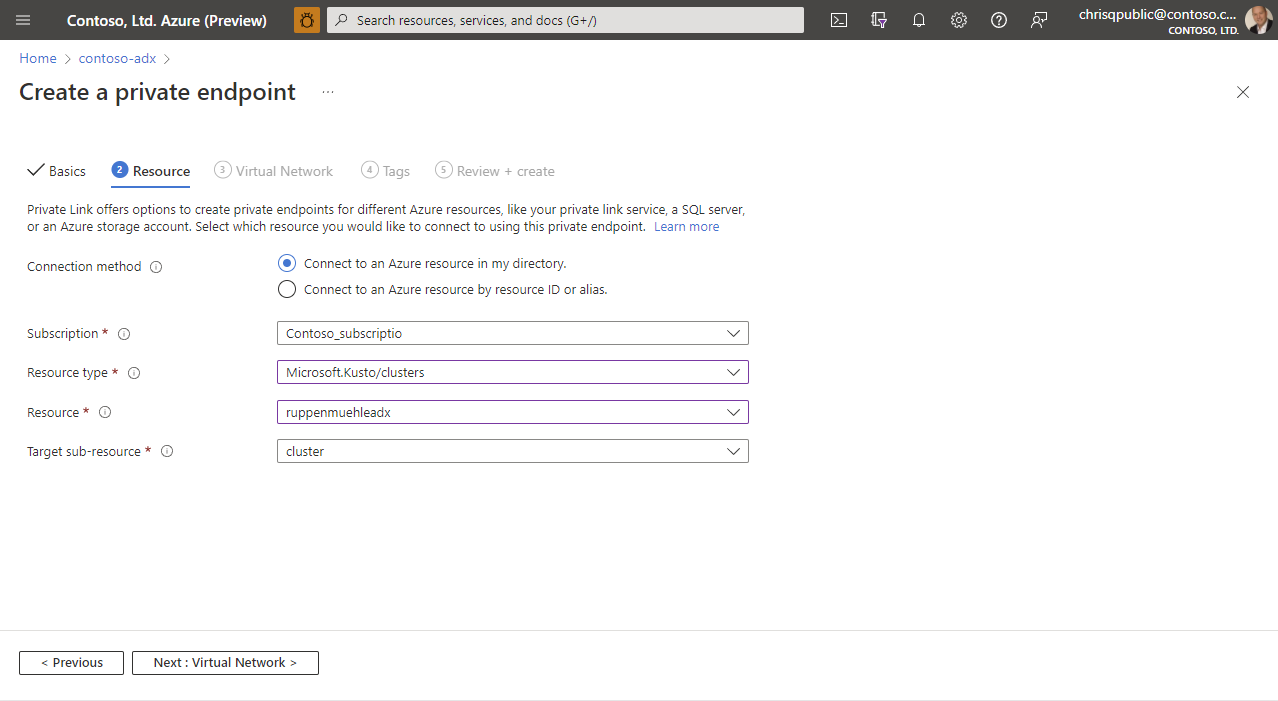 Contoso, Ltd. Azure (Preview)
Search resources, services, and docs (G+/)
chrisqpublic@contoso.c...
CONTOSO, LTD.
Home > contoso-adx >
Create a private endpoint ...
Basics
2 Resource
3 Virtual Network
4 Tags
5 Review + create
Private Link offers options to create private endpoints for different Azure resources, like your private link service, a SQL server,
or an Azure storage account. Select which resource you would like to connect to using this private endpoint. Learn more
Connection method
Connect to an Azure resource in my directory.
Connect to an Azure resource by resource ID or alias.
Subscription *
Contoso_subscriptio
Resource type *
Microsoft.Kusto/clusters
Resource *
ruppenmuehleadx
Target sub-resource *
cluster
< Previous
Next : Virtual Network >